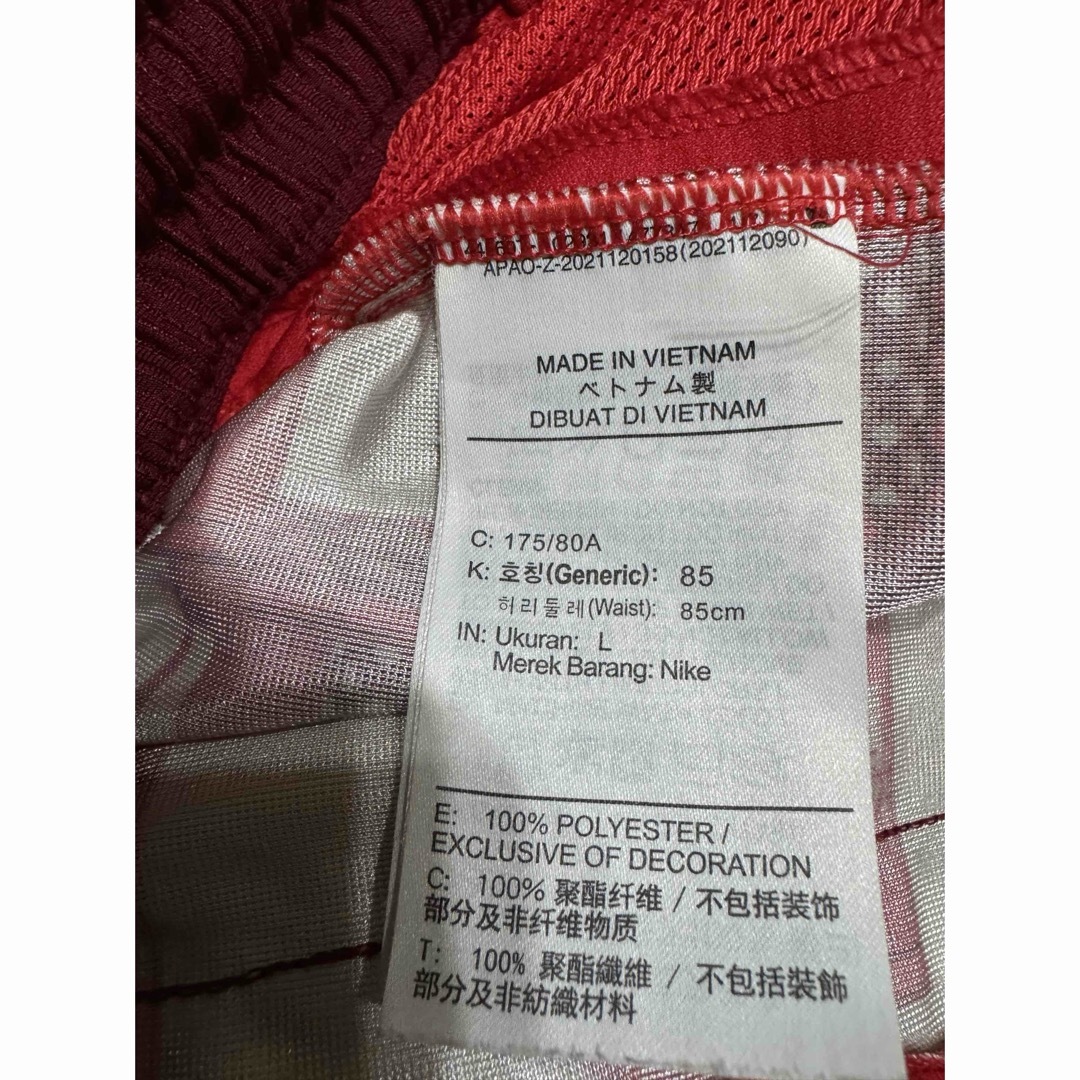 APAO-Z-2021120158(202112090)
MADE IN VIETNAM
ベトナム製
DIBUAT DI VIETNAM
C: 175/80A
K: 호칭(Generic): 85
허리둘레(Waist): 85cm
IN: Ukuran: L
Merek Barang: Nike
E: 100% POLYESTER /
EXCLUSIVE OF DECORATION
C: 100% 聚酯纤维 / 不包括装饰
部分及非纤维物质
T: 100% 聚酯纖維 / 不包括裝飾
部分及非紡織材料